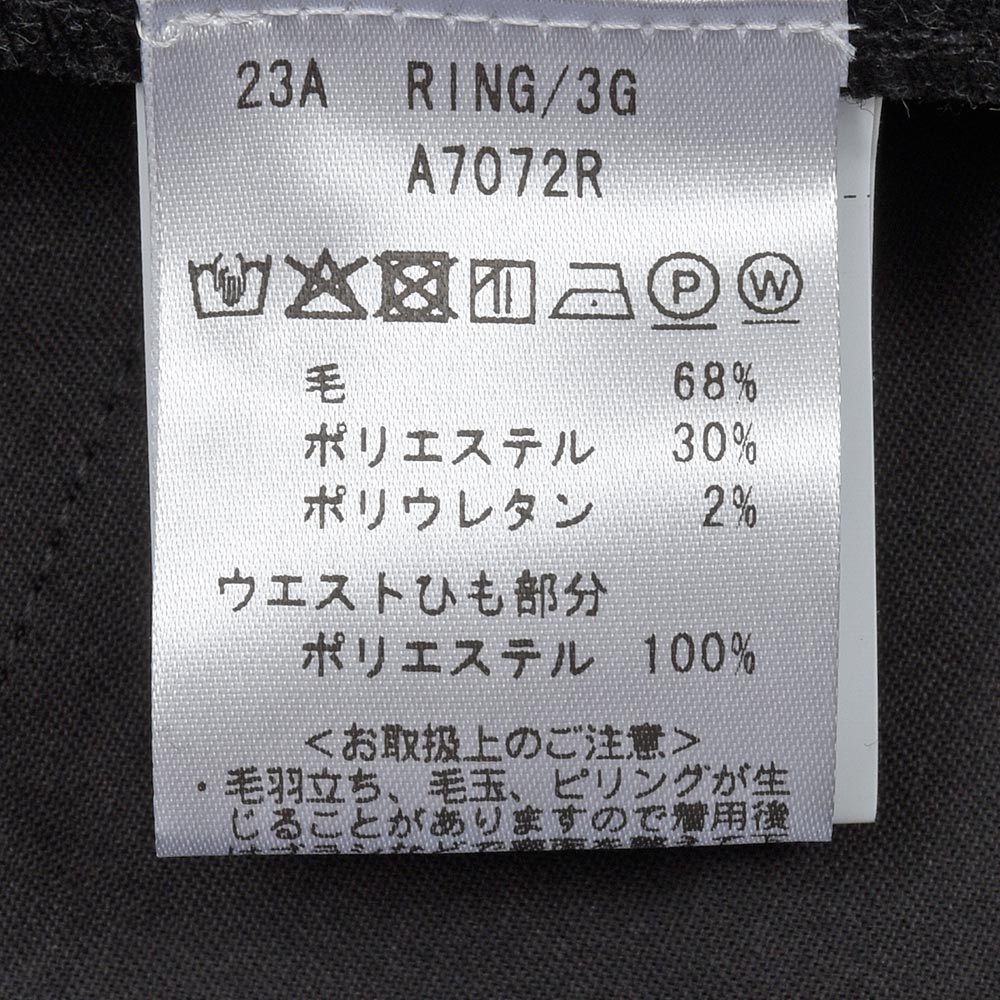 23A RING/3G
A7072R
P W
毛 68%
ポリエステル 30%
ポリウレタン 2%
ウエストひも部分
ポリエステル 100%
<お取扱上のご注意>
・毛羽立ち、毛玉、ピリングが生
じることがありますので着用後